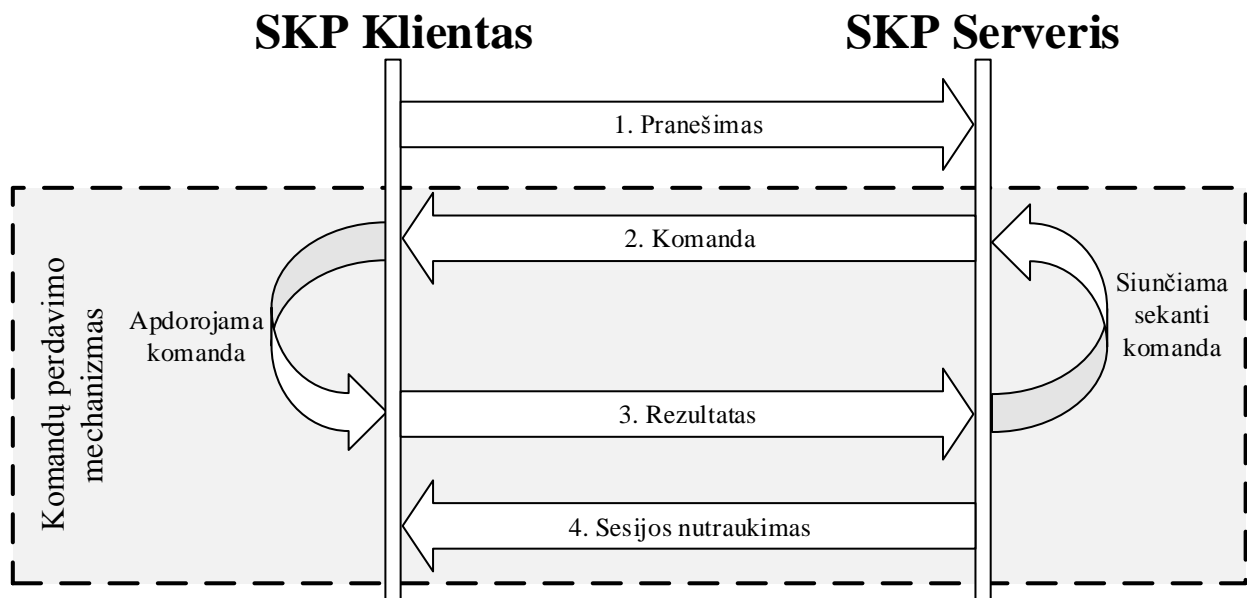 SKP Klientas
SKP Serveris
1. Pranešimas
2. Komanda
Komandų perdavimo
mechanizmas
Apdorojama
komanda
Siunčiama
sekanti
komanda
3. Rezultatas
4. Sesijos nutraukimas